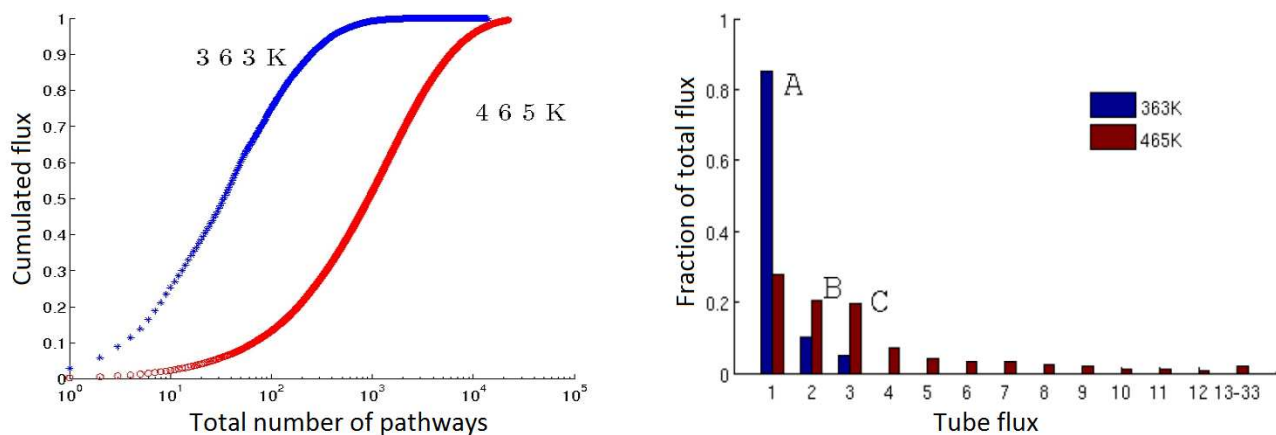 1
0.9
0.8
0.7
0.6
0.5
0.4
0.3
0.2
0.1
0
Cumulated flux
3 6 3 K
4 6 5 K
10^0
10^1
10^2
10^3
10^4
10^5
Total number of pathways
0.8
0.6
0.4
0.2
0
Fraction of total flux
A
B
C
363K
465K
1 2 3 4 5 6 7 8 9 10 11 12 13-33
Tube flux